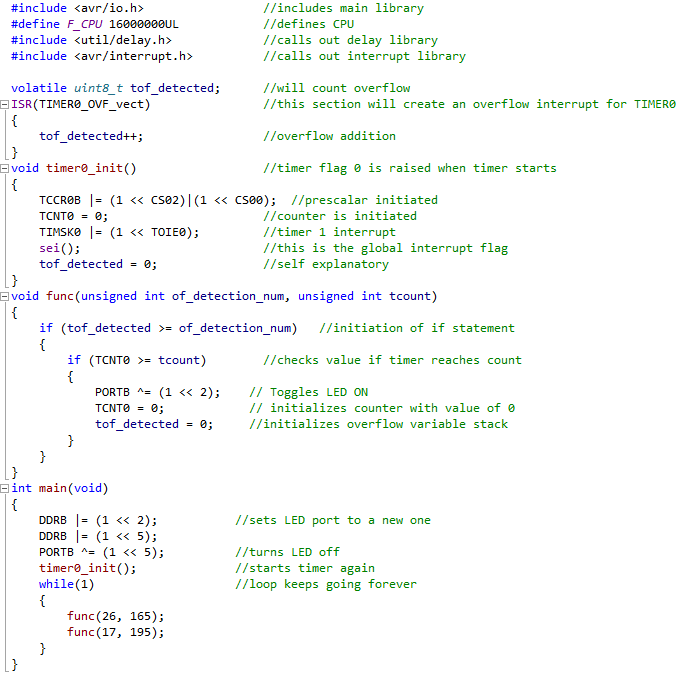 #include <avr/io.h> //includes main library
#define F_CPU 16000000UL //defines CPU
#include <util/delay.h> //calls out delay library
#include <avr/interrupt.h> //calls out interrupt library
volatile uint8_t tof_detected; //will count overflow
ISR(TIMER0_OVF_vect) //this section will create an overflow interrupt for TIMER0
{
tof_detected++; //overflow addition
}
void timer0_init() //timer flag 0 is raised when timer starts
{
TCCR0B |= (1 << CS02)|(1 << CS00); //prescalar initiated
TCNT0 = 0; //counter is initiated
TIMSK0 |= (1 << TOIE0); //timer 1 interrupt
sei(); //this is the global interrupt flag
tof_detected = 0; //self explanatory
}
void func(unsigned int of_detection_num, unsigned int tcount)
{
if (tof_detected >= of_detection_num) //initiation of if statement
{
if (TCNT0 >= tcount) //checks value if timer reaches count
{
PORTB ^= (1 << 2); // Toggles LED ON
TCNT0 = 0; // initializes counter with value of 0
tof_detected = 0; //initializes overflow variable stack
}
}
}
int main(void)
{
DDRB |= (1 << 2); //sets LED port to a new one
DDRB |= (1 << 5);
PORTB ^= (1 << 5); //turns LED off
timer0_init(); //starts timer again
while(1) //loop keeps going forever
{
func(26, 165);
func(17, 195);
}
}